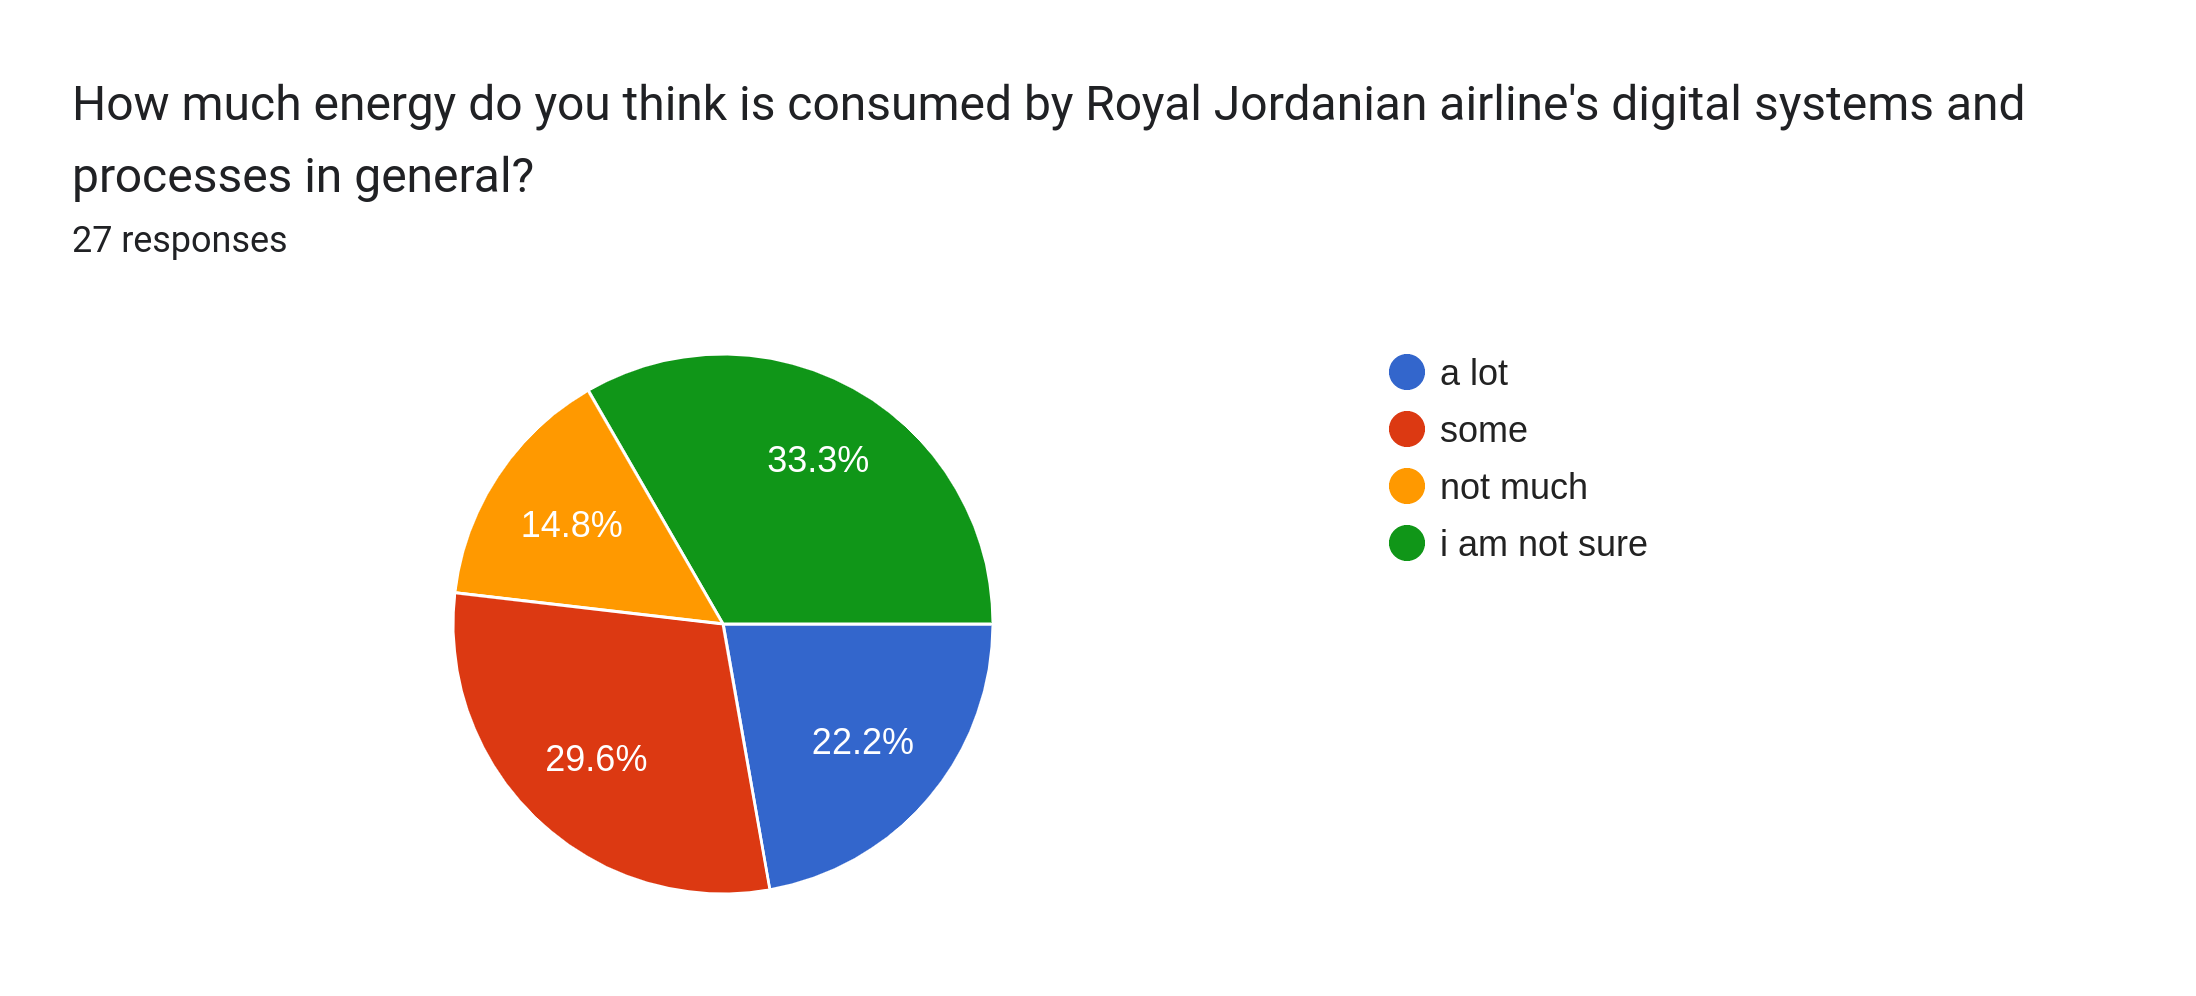 How much energy do you think is consumed by Royal Jordanian airline's digital systems and
processes in general?
27 responses
33.3%
14.8%
29.6%
22.2%
a lot
some
not much
i am not sure